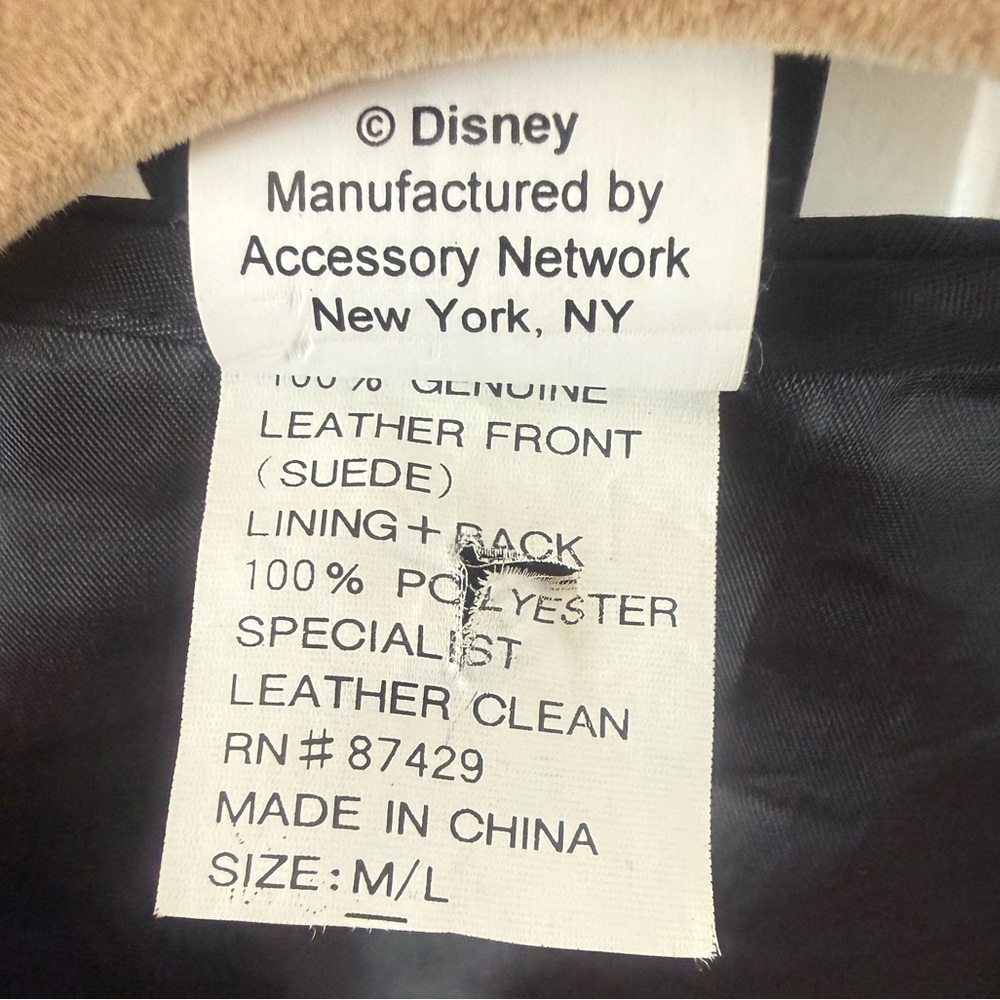 © Disney
Manufactured by
Accessory Network
New York, NY
100% GENUINE
LEATHER FRONT
(SUEDE)
LINING + BACK
100% POLYESTER
SPECIALIST
LEATHER CLEAN
RN # 87429
MADE IN CHINA
SIZE: M/L